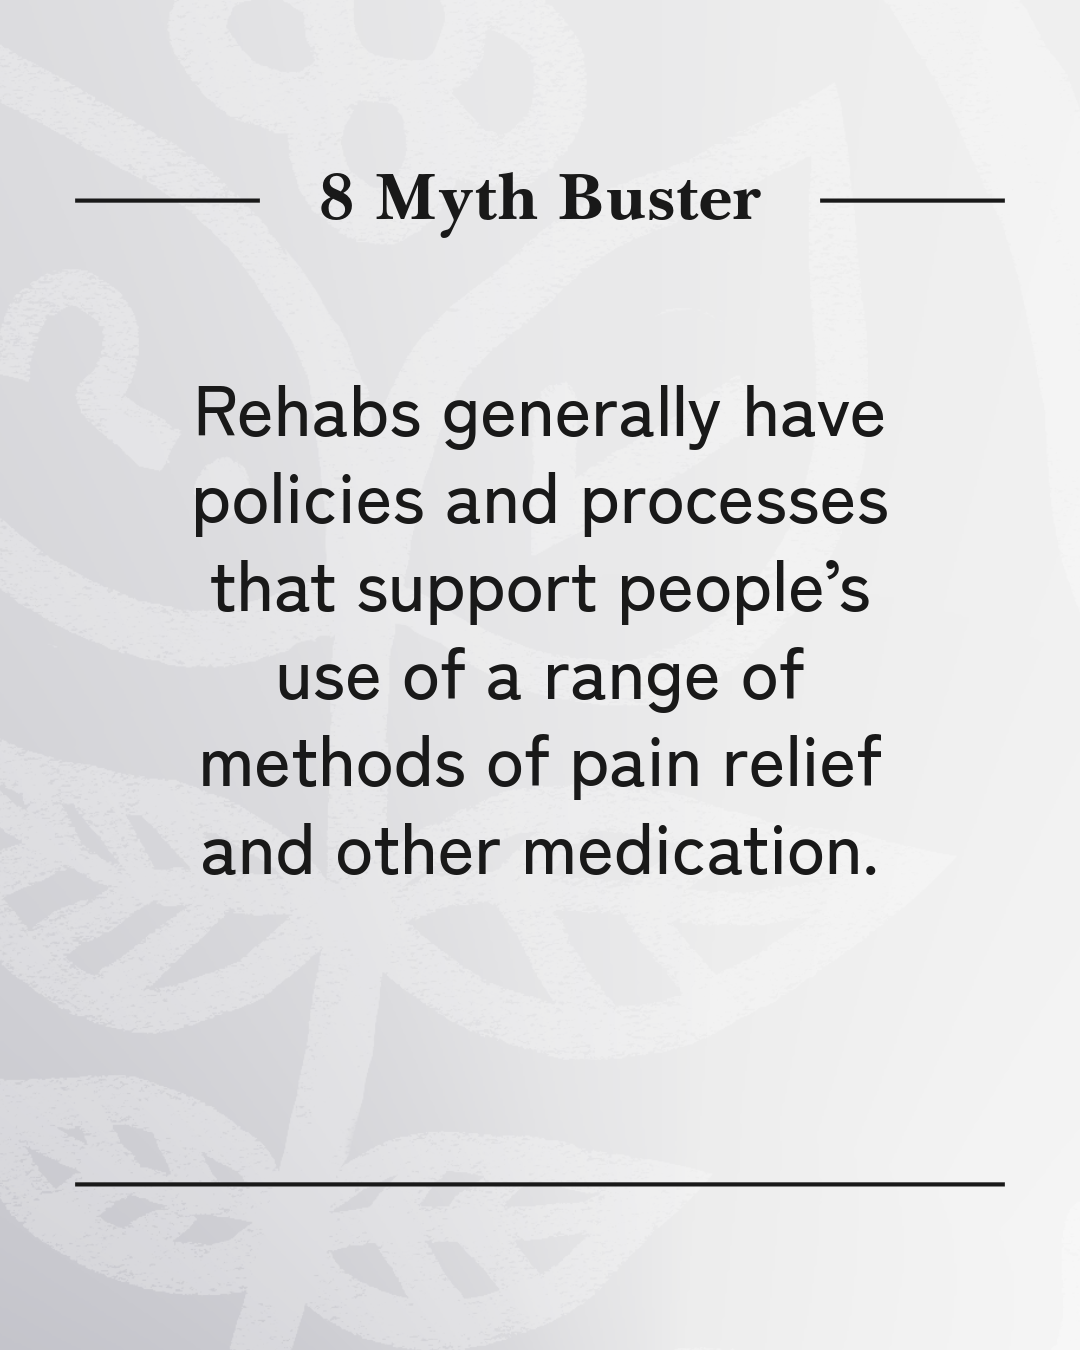 8 Myth Buster
Rehabs generally have
policies and processes
that support people’s
use of a range of
methods of pain relief
and other medication.